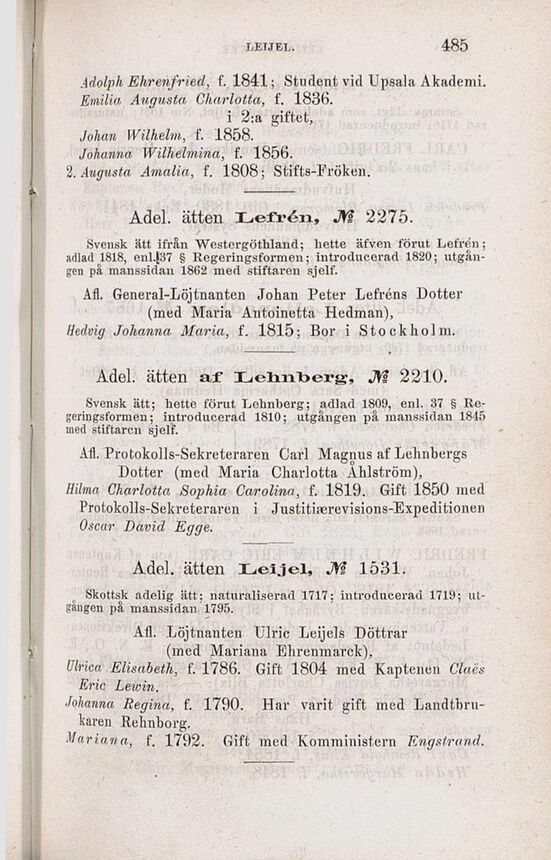 LEIJEL. 485
Adolph Ehrenfried, f. 1841; Student vid Upsala Akademi.
Emilia Augusta Charlotta, f. 1836.
i 2:a giftet,
Johan Wilhelm, f. 1858.
Johanna Wilhelmina, f. 1856.
2. Augusta Amalia, f. 1808; Stifts-Fröken.
Adel. ätten Lefrén, № 2275.
Svensk ätt ifrån Westergöthland; hette äfven förut Lefrén;
adlad 1818, enl. 37 § Regeringsformen; introducerad 1820; utgån-
gen på manssidan 1862 med stiftaren sjelf.
Afl. General-Löjtnanten Johan Peter Lefréns Dotter
(med Maria Antoinetta Hedman),
Hedvig Johanna Maria, f. 1815; Bor i Stockholm.
Adel. ätten af Lehnberg, № 2210.
Svensk ätt; hette förut Lehnberg; adlad 1809, enl. 37 § Re-
geringsformen; introducerad 1810; utgången på manssidan 1845
med stiftaren sjelf.
Afl. Protokolls-Sekreteraren Carl Magnus af Lehnbergs
Dotter (med Maria Charlotta Åhlström),
Hilma Charlotta Sophia Carolina, f. 1819. Gift 1850 med
Protokolls-Sekreteraren i Justitiærevisions-Expeditionen
Oscar David Egge.
Adel. ätten Leijel, № 1531.
Skottsk adelig ätt; naturaliserad 1717; introducerad 1719; ut-
gången på manssidan 1795.
Afl. Löjtnanten Ulric Leijels Döttrar
(med Mariana Ehrenmarck),
Ulrica Elisabeth, f. 1786. Gift 1804 med Kaptenen Claës
Eric Lewin.
Johanna Regina, f. 1790. Har varit gift med Landtbru-
karen Rehnborg.
Mariana, f. 1792. Gift med Komministern Engstrand.